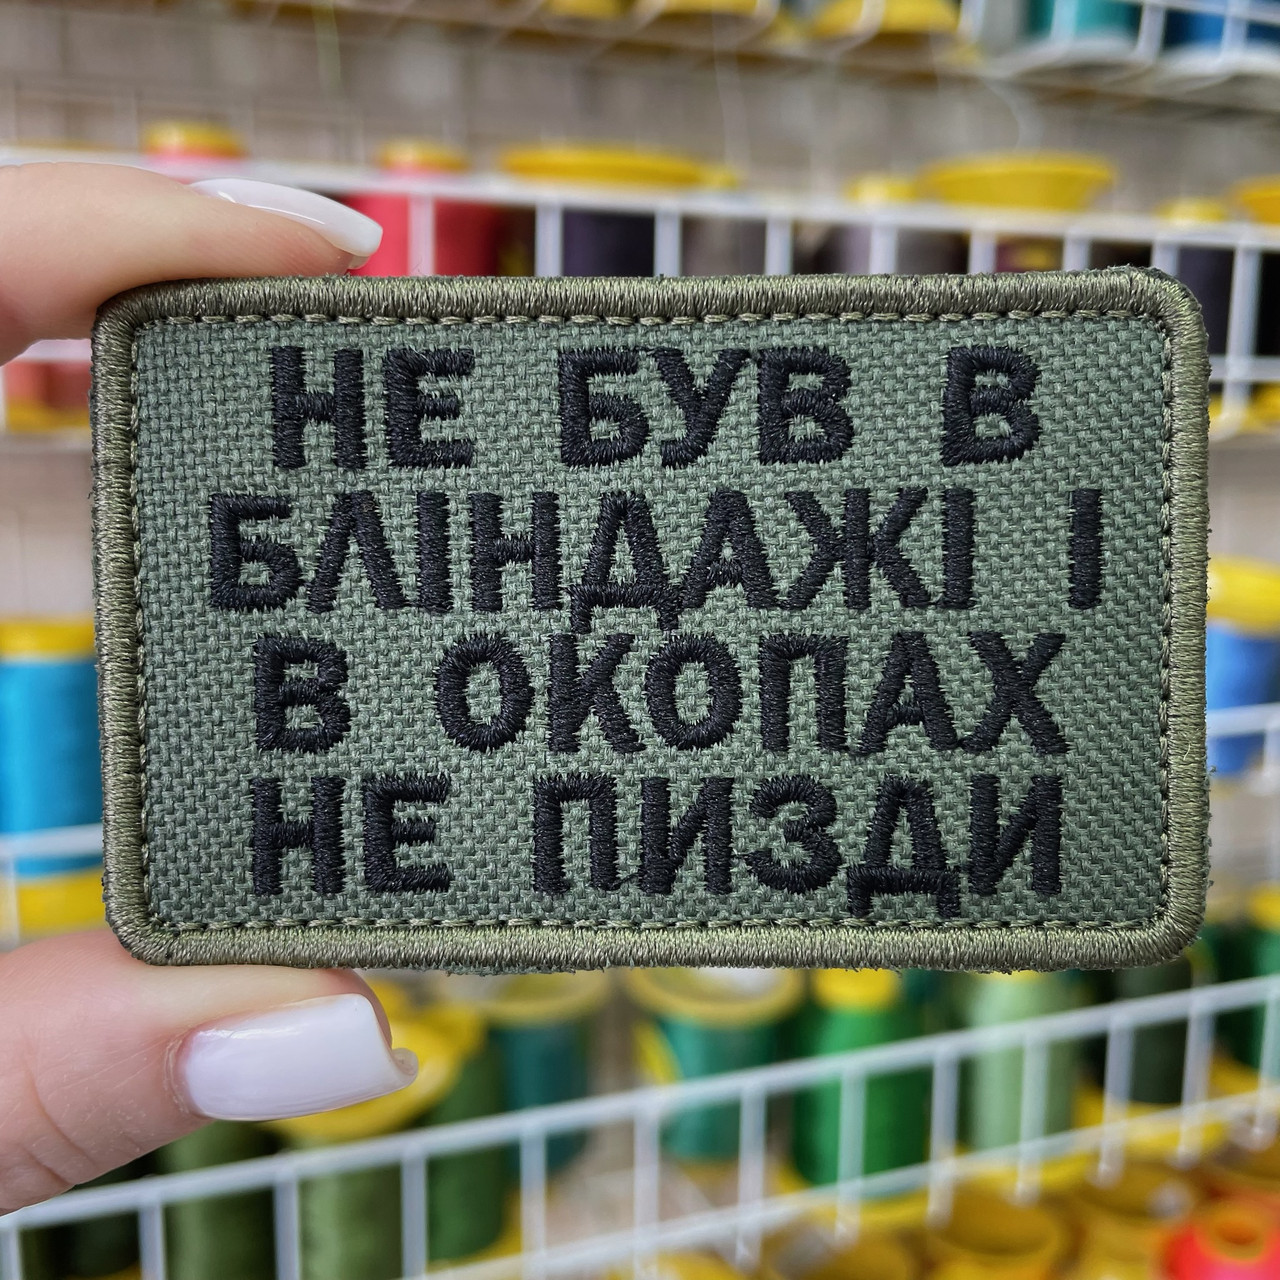 НЕ БУВ В
БЛІНДАЖІ І
В ОКОПАХ
НЕ ПИЗДИ